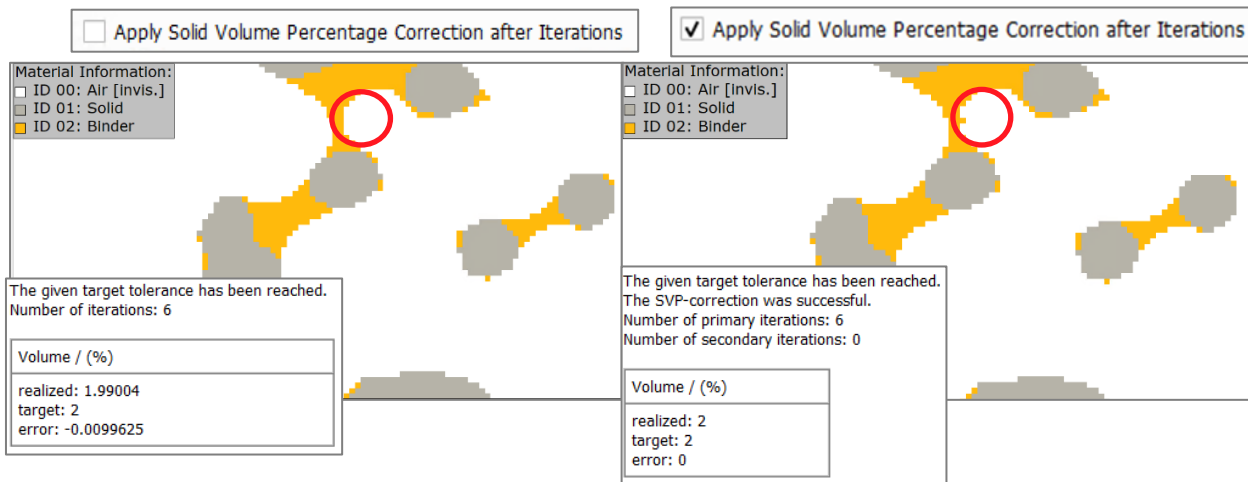 Apply Solid Volume Percentage Correction after Iterations
Material Information:
ID 00: Air [invis.]
ID 01: Solid
ID 02: Binder
The given target tolerance has been reached.
Number of iterations: 6
Volume / (%)
realized: 1.99004
target: 2
error: -0.0099625
Apply Solid Volume Percentage Correction after Iterations
Material Information:
ID 00: Air [invis.]
ID 01: Solid
ID 02: Binder
The given target tolerance has been reached.
The SVP-correction was successful.
Number of primary iterations: 6
Number of secondary iterations: 0
Volume / (%)
realized: 2
target: 2
error: 0